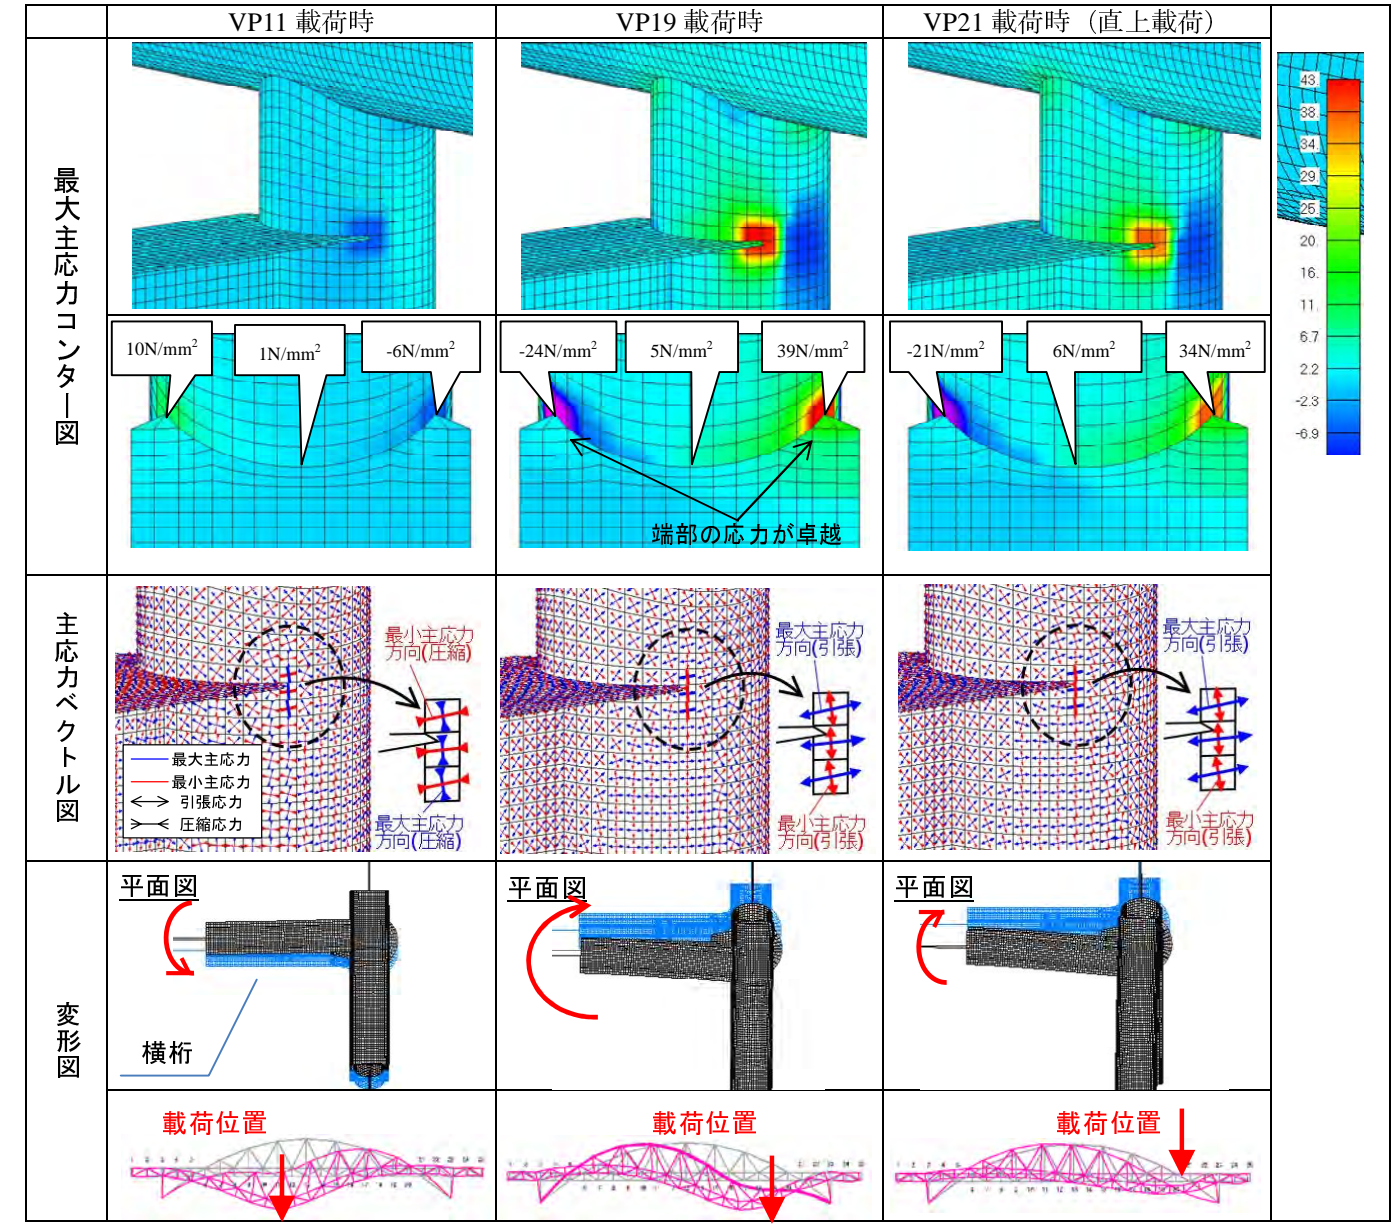 VP11 載荷時
VP19 載荷時
VP21 載荷時（直上載荷）
最大主応力コンター図
43.
38.
34.
29.
25.
20.
16.
11.
6.7
2.2
-2.3
-6.9
10N/mm²
1N/mm²
-6N/mm²
-24N/mm²
5N/mm²
39N/mm²
-21N/mm²
6N/mm²
34N/mm²
端部の応力が卓越
主応力ベクトル図
最小主応力
方向(圧縮)
最大主応力
最小主応力
引張応力
圧縮応力
最大主応力
方向(圧縮)
最大主応力
方向(引張)
最小主応力
方向(引張)
最大主応力
方向(引張)
最小主応力
方向(引張)
変形図
平面図
横桁
平面図
平面図
載荷位置
載荷位置
載荷位置